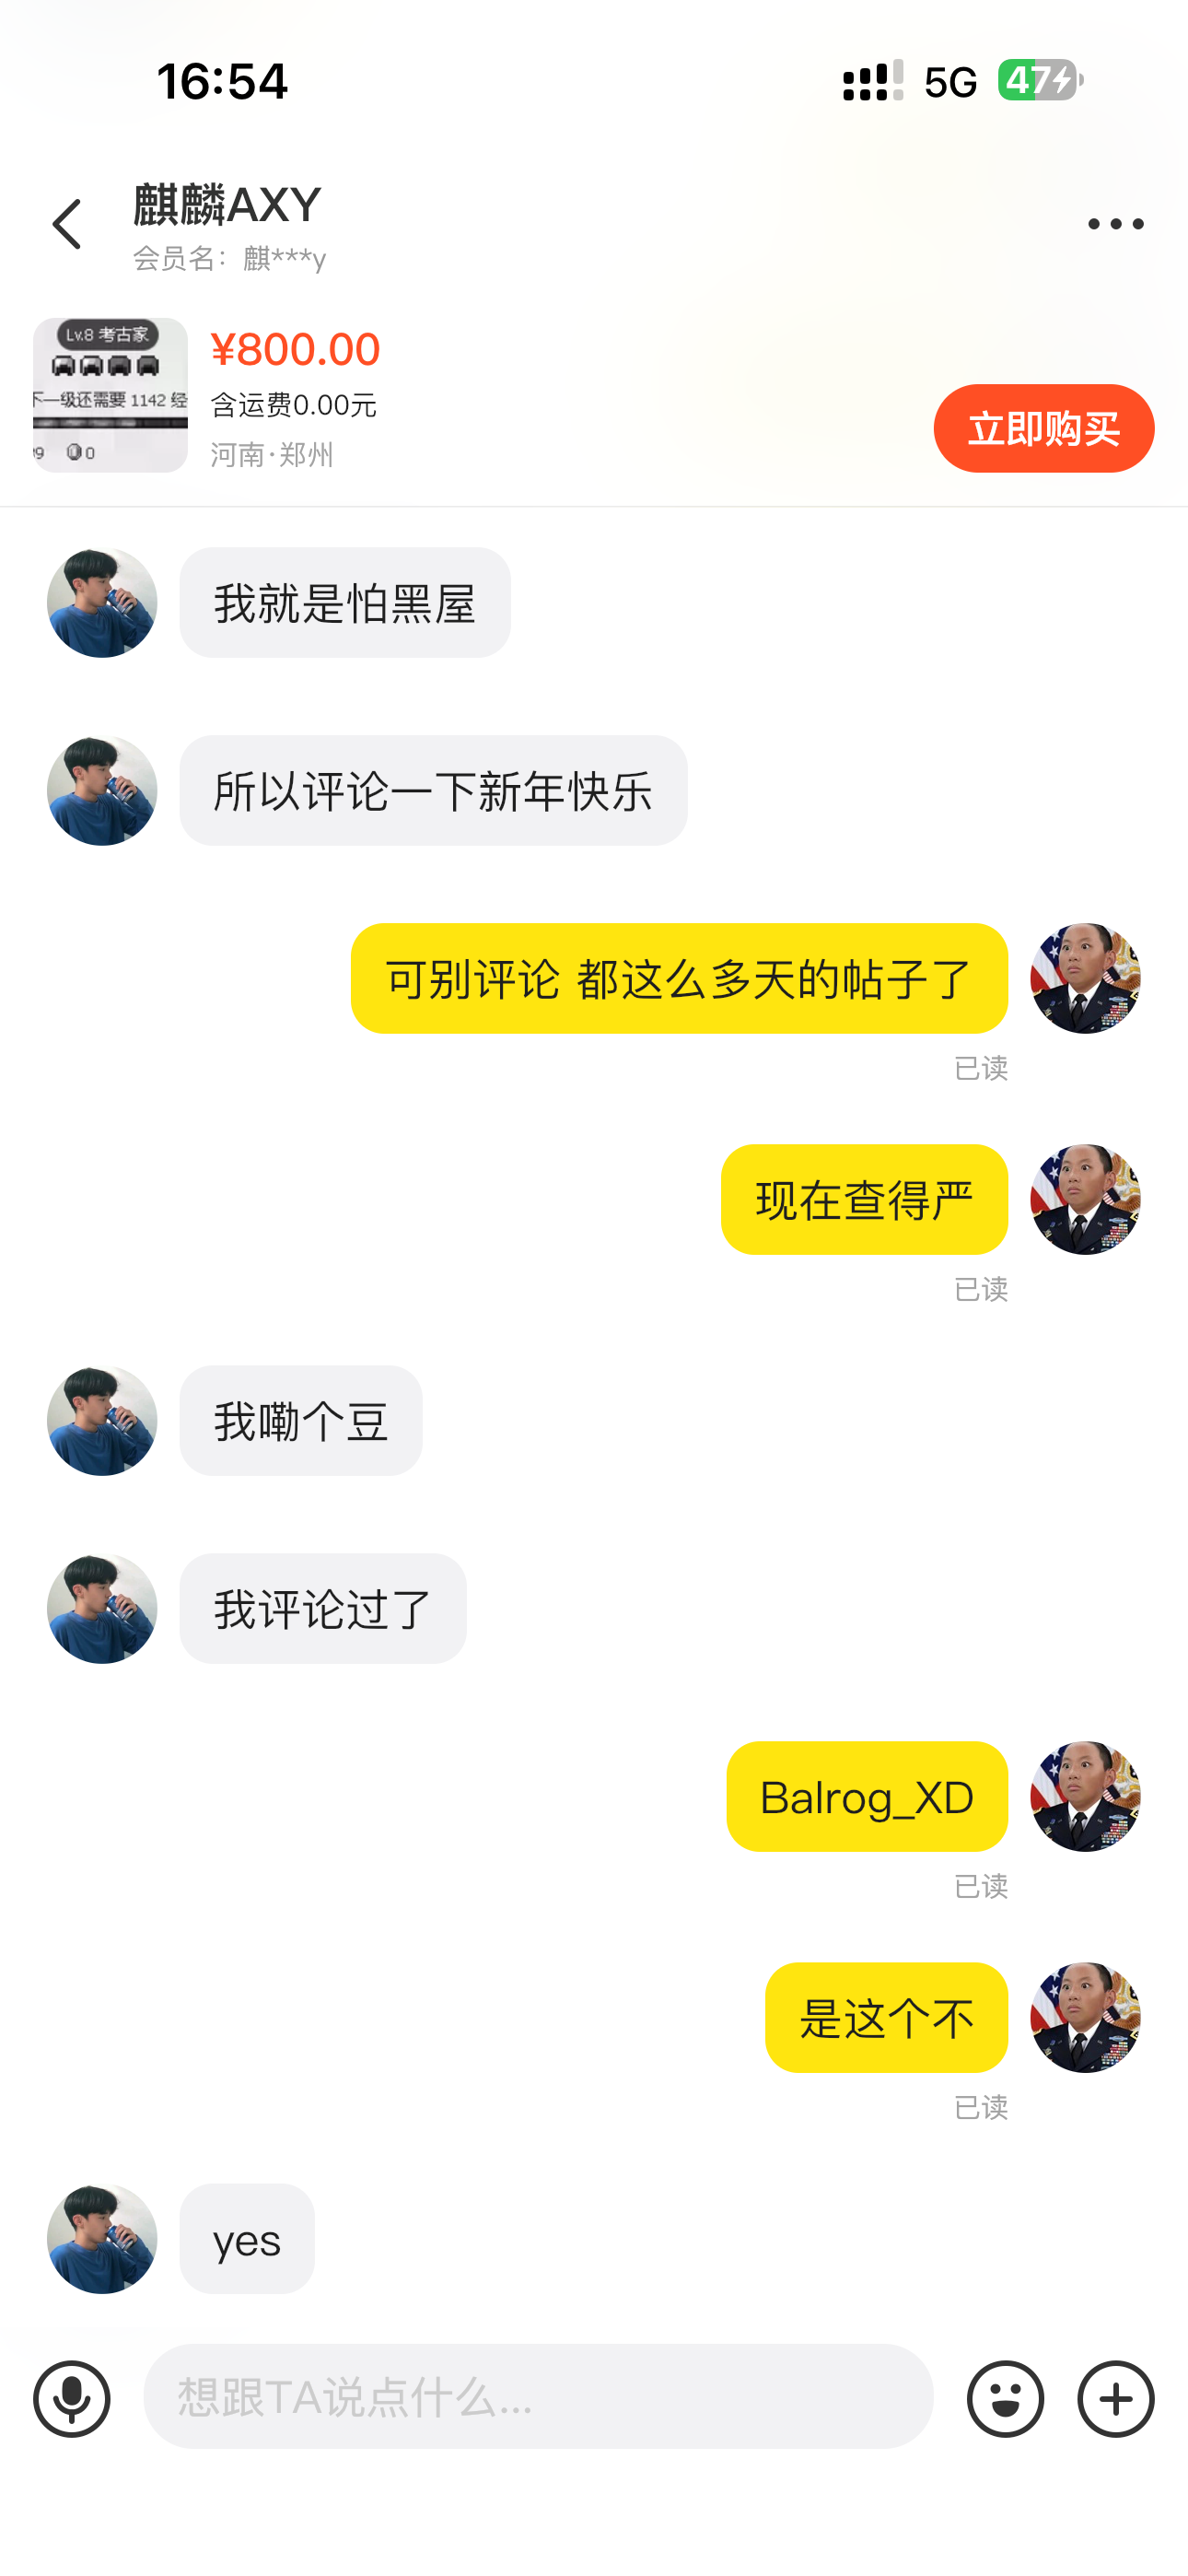 16:54
5G
47
麒麟AXY
会员名：麒***y
Lv.8 考古家
下一级还需要 1142 经
99
0
¥800.00
含运费0.00元
河南·郑州
立即购买
我就是怕黑屋
所以评论一下新年快乐
可别评论 都这么多天的帖子了
已读
现在查得严
已读
我嘞个豆
我评论过了
Balrog_XD
已读
是这个不
已读
yes
想跟TA说点什么...